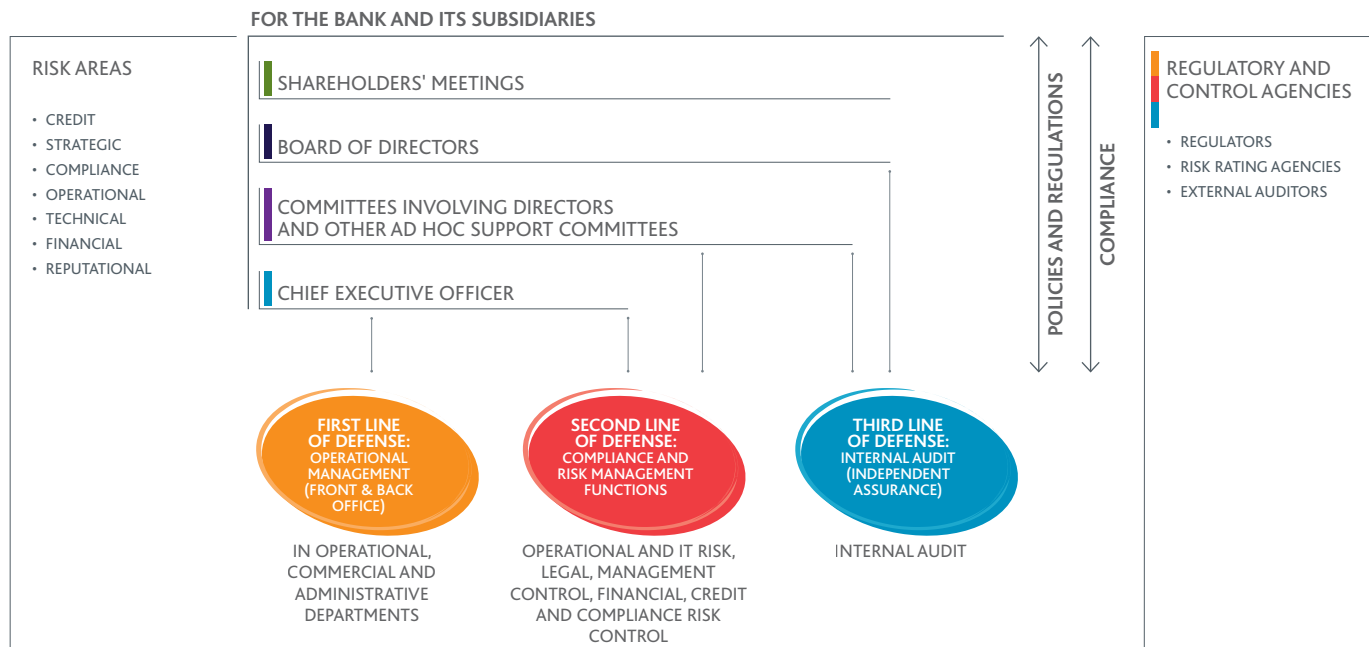 FOR THE BANK AND ITS SUBSIDIARIES
RISK AREAS
• CREDIT
• STRATEGIC
• COMPLIANCE
• OPERATIONAL
• TECHNICAL
• FINANCIAL
• REPUTATIONAL
SHAREHOLDERS' MEETINGS
BOARD OF DIRECTORS
COMMITTEES INVOLVING DIRECTORS
AND OTHER AD HOC SUPPORT COMMITTEES
CHIEF EXECUTIVE OFFICER
POLICIES AND REGULATIONS
COMPLIANCE
REGULATORY AND
CONTROL AGENCIES
• REGULATORS
• RISK RATING AGENCIES
• EXTERNAL AUDITORS
FIRST LINE
OF DEFENSE:
OPERATIONAL
MANAGEMENT
(FRONT & BACK
OFFICE)
IN OPERATIONAL,
COMMERCIAL AND
ADMINISTRATIVE
DEPARTMENTS
SECOND LINE
OF DEFENSE:
COMPLIANCE AND
RISK MANAGEMENT
FUNCTIONS
OPERATIONAL AND IT RISK,
LEGAL, MANAGEMENT
CONTROL, FINANCIAL, CREDIT
AND COMPLIANCE RISK
CONTROL
THIRD LINE
OF DEFENSE:
INTERNAL AUDIT
(INDEPENDENT
ASSURANCE)
INTERNAL AUDIT